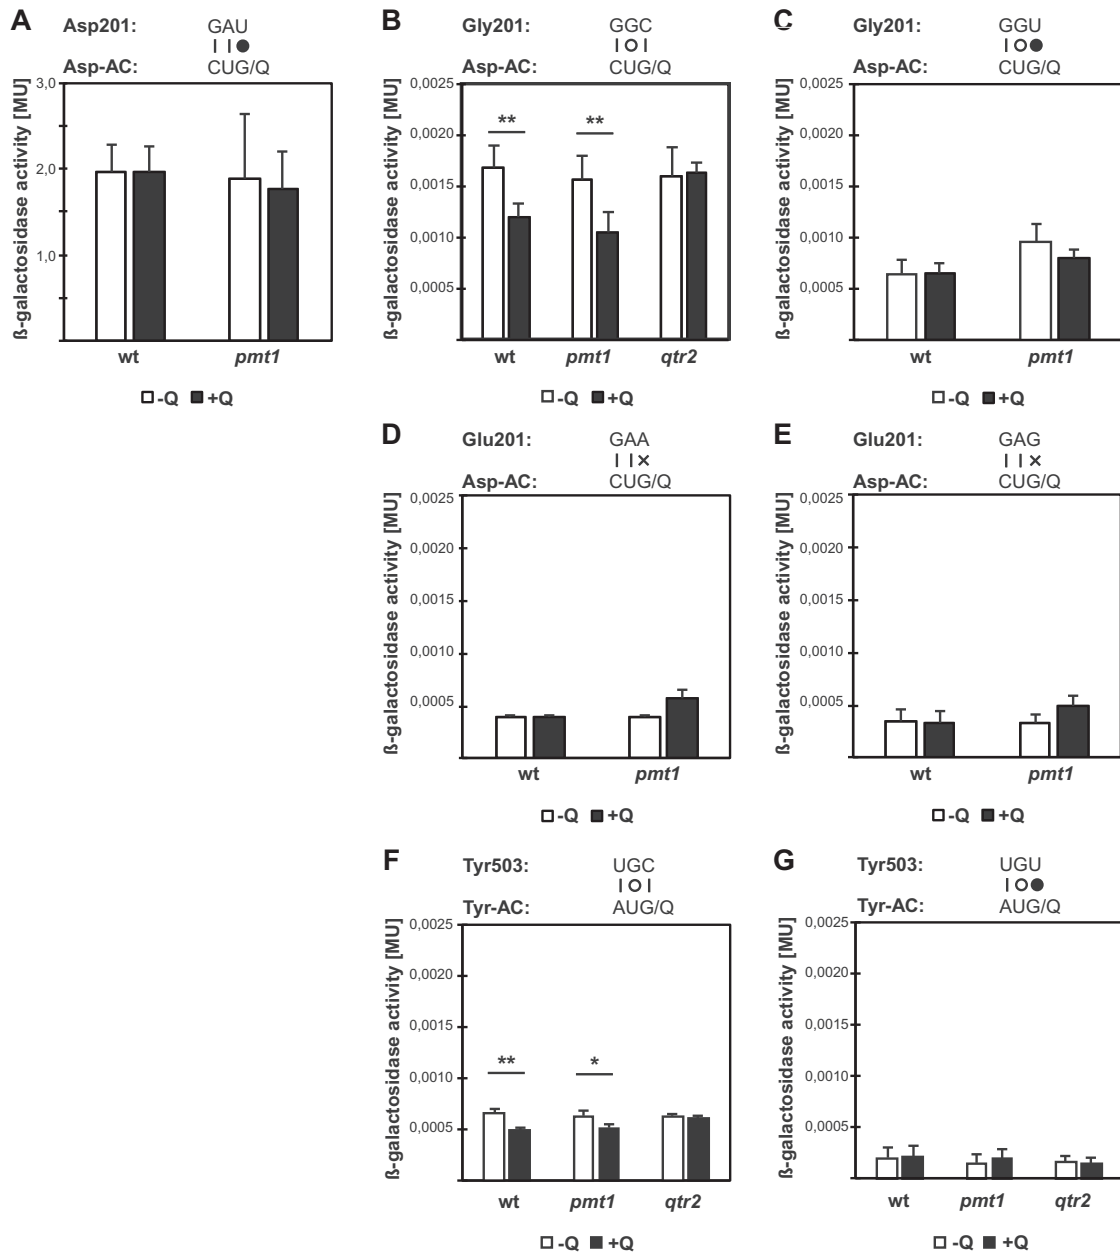 A
Asp201: GAU
Asp-AC: CUG/Q
ß-galactosidase activity [MU]
3,0
2,0
1,0
wt pmt1
-Q +Q
B
Gly201: GGC
Asp-AC: CUG/Q
ß-galactosidase activity [MU]
0,0025
0,0020
0,0015
0,0010
0,0005
** **
wt pmt1 qtr2
-Q +Q
C
Gly201: GGU
Asp-AC: CUG/Q
ß-galactosidase activity [MU]
0,0025
0,0020
0,0015
0,0010
0,0005
wt pmt1
-Q +Q
D
Glu201: GAA
Asp-AC: CUG/Q
ß-galactosidase activity [MU]
0,0025
0,0020
0,0015
0,0010
0,0005
wt pmt1
-Q +Q
E
Glu201: GAG
Asp-AC: CUG/Q
ß-galactosidase activity [MU]
0,0025
0,0020
0,0015
0,0010
0,0005
wt pmt1
-Q +Q
F
Tyr503: UGC
Tyr-AC: AUG/Q
ß-galactosidase activity [MU]
0,0025
0,0020
0,0015
0,0010
0,0005
** *
wt pmt1 qtr2
-Q +Q
G
Tyr503: UGU
Tyr-AC: AUG/Q
ß-galactosidase activity [MU]
0,0025
0,0020
0,0015
0,0010
0,0005
wt pmt1 qtr2
-Q +Q